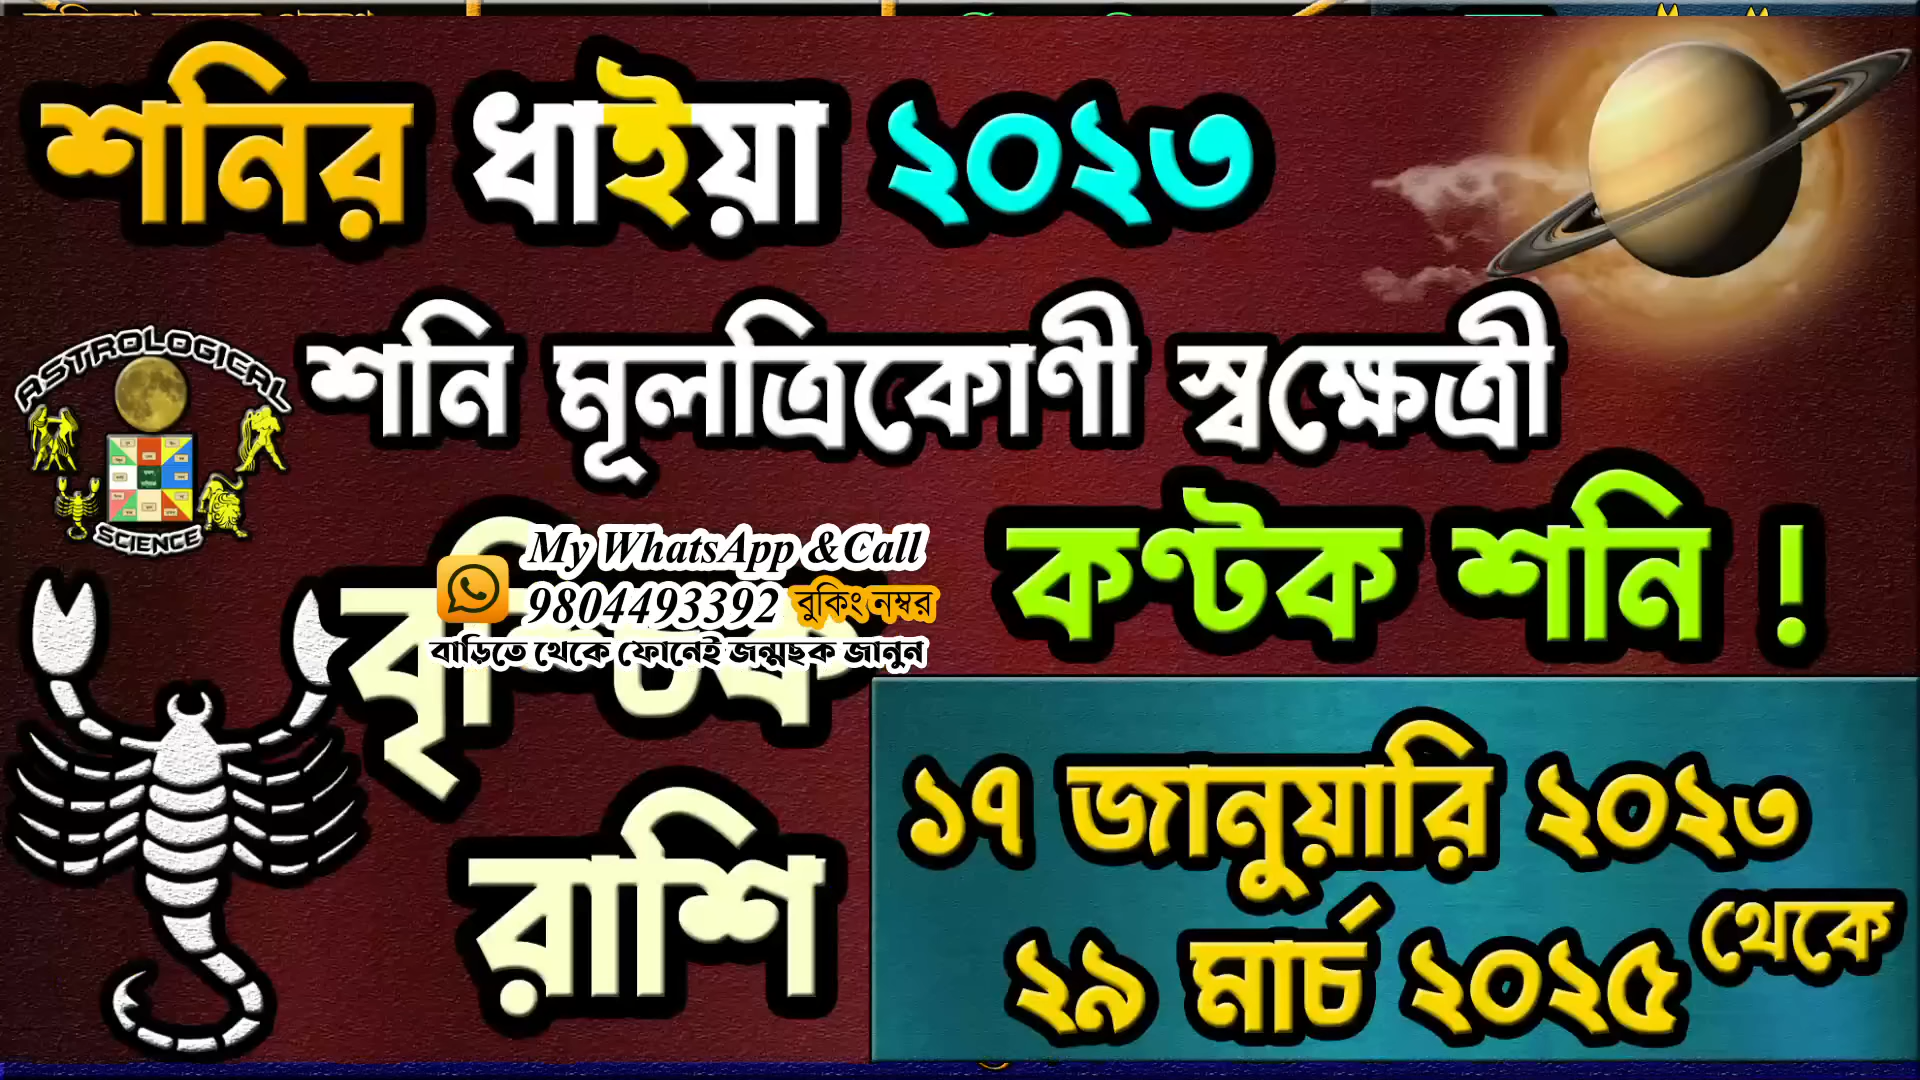 শনির ধাইয়া ২০২৩
শনি মূলত্রিকোণী স্বক্ষেত্রী
ASTROLOGICAL
SCIENCE
কণ্টক শনি !
My WhatsApp &Call
9804493392 বুকিং নম্বর
বাড়িতে থেকে ফোনেই জন্মছক জানুন
বৃশ্চিক
রাশি
১৭ জানুয়ারি ২০২৩
থেকে
২৯ মার্চ ২০২৫